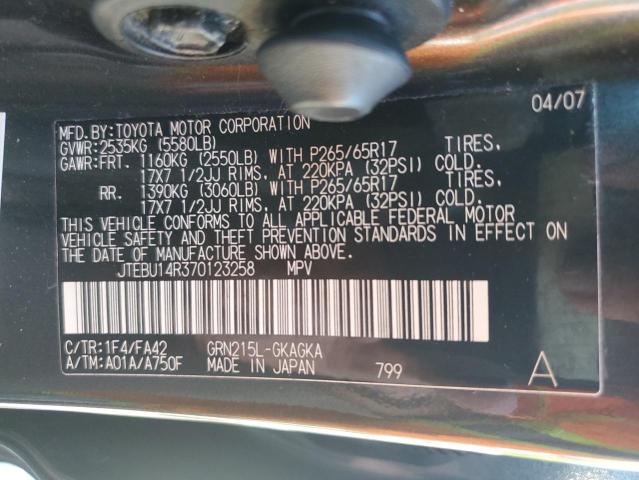 04/07
MFD.BY:TOYOTA MOTOR CORPORATION
GVWR:2535KG (5580LB)
GAWR:FRT. 1160KG (2550LB) WITH P265/65R17 TIRES,
17X7 1/2JJ RIMS, AT 220KPA (32PSI) COLD.
RR. 1390KG (3060LB) WITH P265/65R17 TIRES,
17X7 1/2JJ RIMS, AT 220KPA (32PSI) COLD.
THIS VEHICLE CONFORMS TO ALL APPLICABLE FEDERAL MOTOR
VEHICLE SAFETY AND THEFT PREVENTION STANDARDS IN EFFECT ON
THE DATE OF MANUFACTURE SHOWN ABOVE.
JTEBU14R370123258 MPV
C/TR:1F4/FA42 GRN215L-GKAGKA
A/TM:A01A/A750F MADE IN JAPAN 799 A